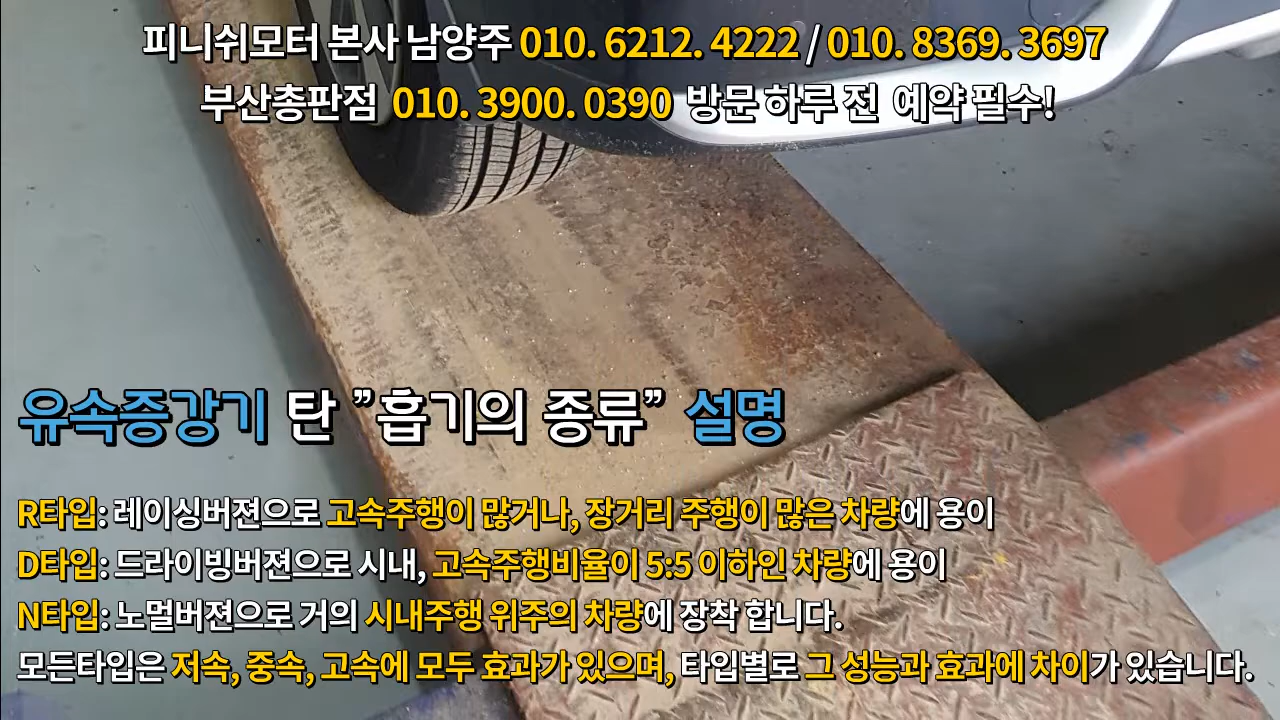 피니쉬모터 본사 남양주 010. 6212. 4222 / 010. 8369. 3697
부산총판점 010. 3900. 0390 방문 하루 전 예약 필수!
유속증강기 탄 "흡기의 종류" 설명
R타입: 레이싱버젼으로 고속주행이 많거나, 장거리 주행이 많은 차량에 용이
D타입: 드라이빙버젼으로 시내, 고속주행비율이 5:5 이하인 차량에 용이
N타입: 노멀버젼으로 거의 시내주행 위주의 차량에 장착 합니다.
모든타입은 저속, 중속, 고속에 모두 효과가 있으며, 타입별로 그 성능과 효과에 차이가 있습니다.